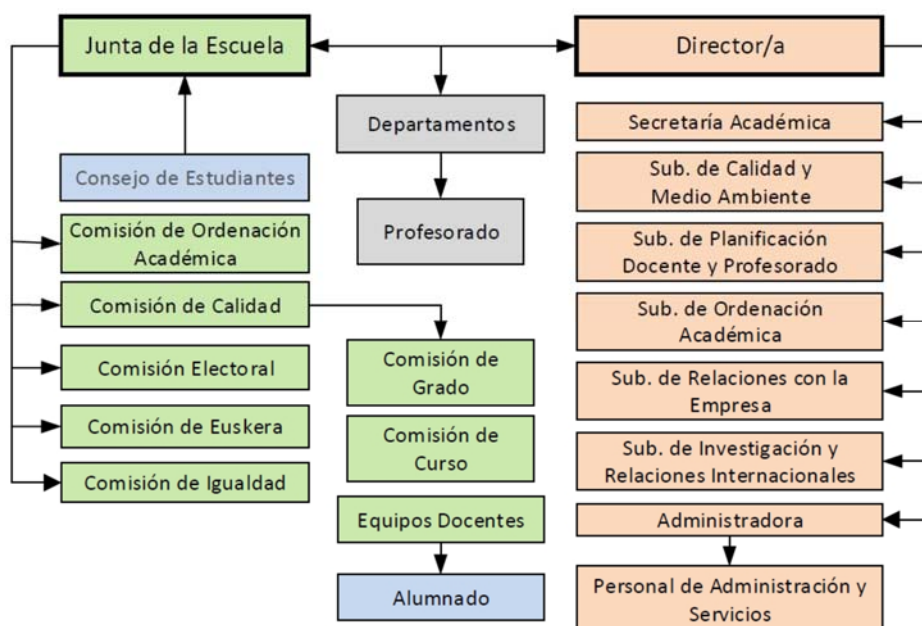 Junta de la Escuela
Director/a
Departamentos
Profesorado
Consejo de Estudiantes
Comisión de Ordenación
Académica
Comisión de Calidad
Comisión Electoral
Comisión de Euskera
Comisión de Igualdad
Comisión de
Grado
Comisión de
Curso
Equipos Docentes
Alumnado
Secretaría Académica
Sub. de Calidad y
Medio Ambiente
Sub. de Planificación
Docente y Profesorado
Sub. de Ordenación
Académica
Sub. de Relaciones con la
Empresa
Sub. de Investigación y
Relaciones Internacionales
Administradora
Personal de Administración y
Servicios